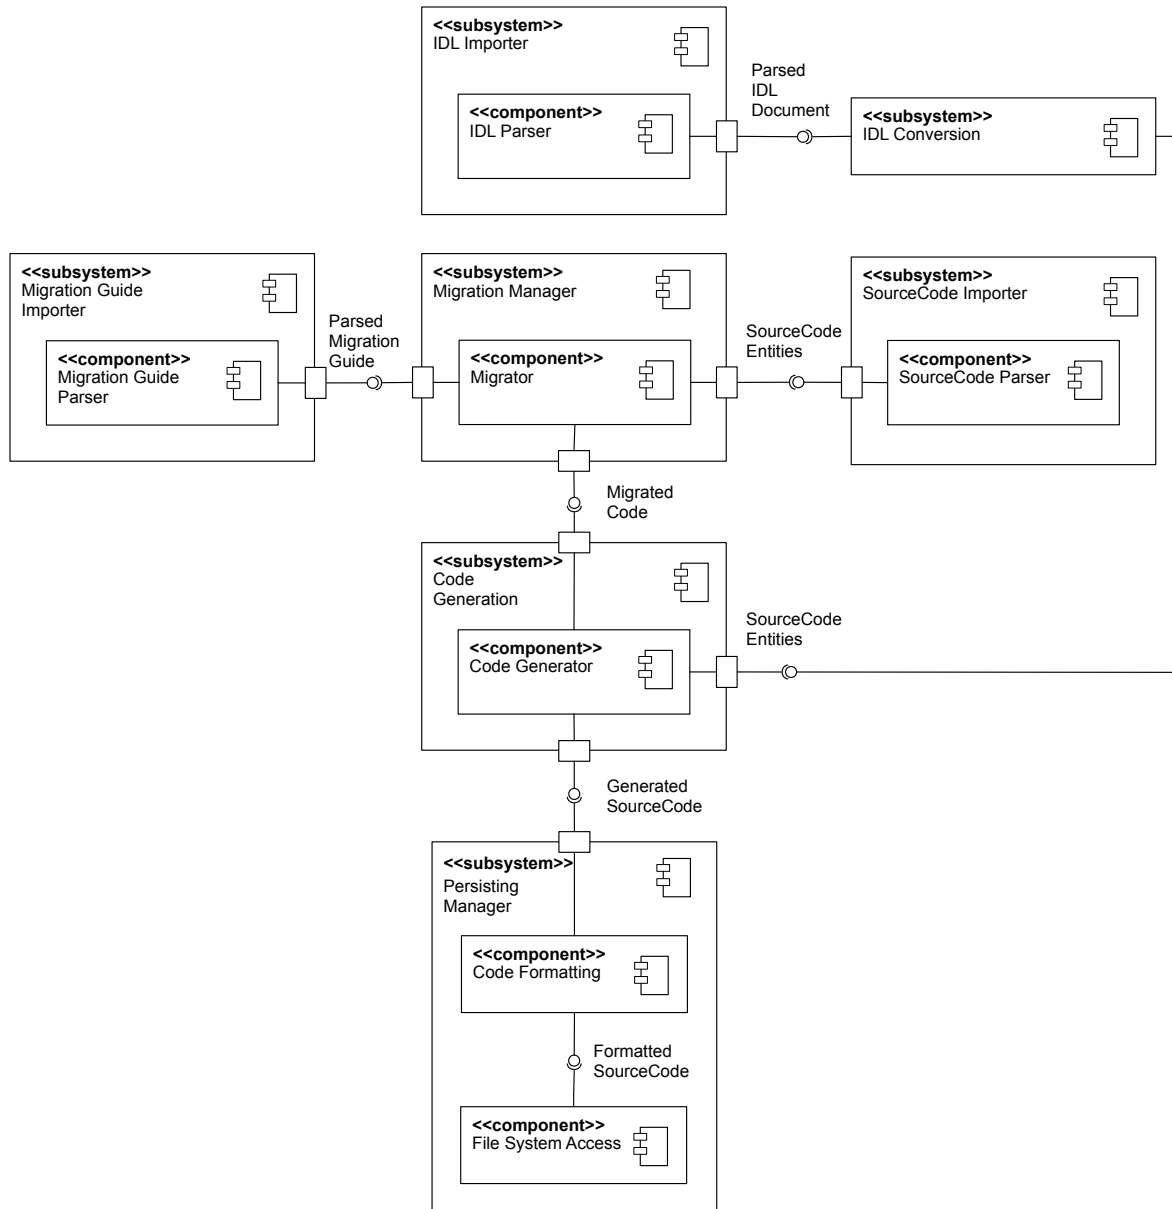 <<subsystem>>
IDL Importer
<<component>>
IDL Parser
Parsed
IDL
Document
<<subsystem>>
IDL Conversion
<<subsystem>>
Migration Guide
Importer
<<component>>
Migration Guide
Parser
Parsed
Migration
Guide
<<subsystem>>
Migration Manager
<<component>>
Migrator
SourceCode
Entities
<<subsystem>>
SourceCode Importer
<<component>>
SourceCode Parser
Migrated
Code
<<subsystem>>
Code
Generation
<<component>>
Code Generator
SourceCode
Entities
Generated
SourceCode
<<subsystem>>
Persisting
Manager
<<component>>
Code Formatting
Formatted
SourceCode
<<component>>
File System Access